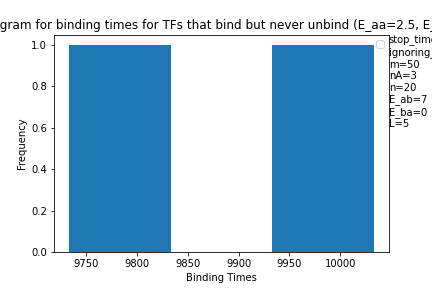 gram for binding times for TFs that bind but never unbind (E_aa=2.5, E_
stop_time
ignoring_
m=50
nA=3
n=20
E_ab=7
E_ba=0
L=5
1.0
0.8
0.6
0.4
0.2
0.0
Frequency
9750 9800 9850 9900 9950 10000
Binding Times